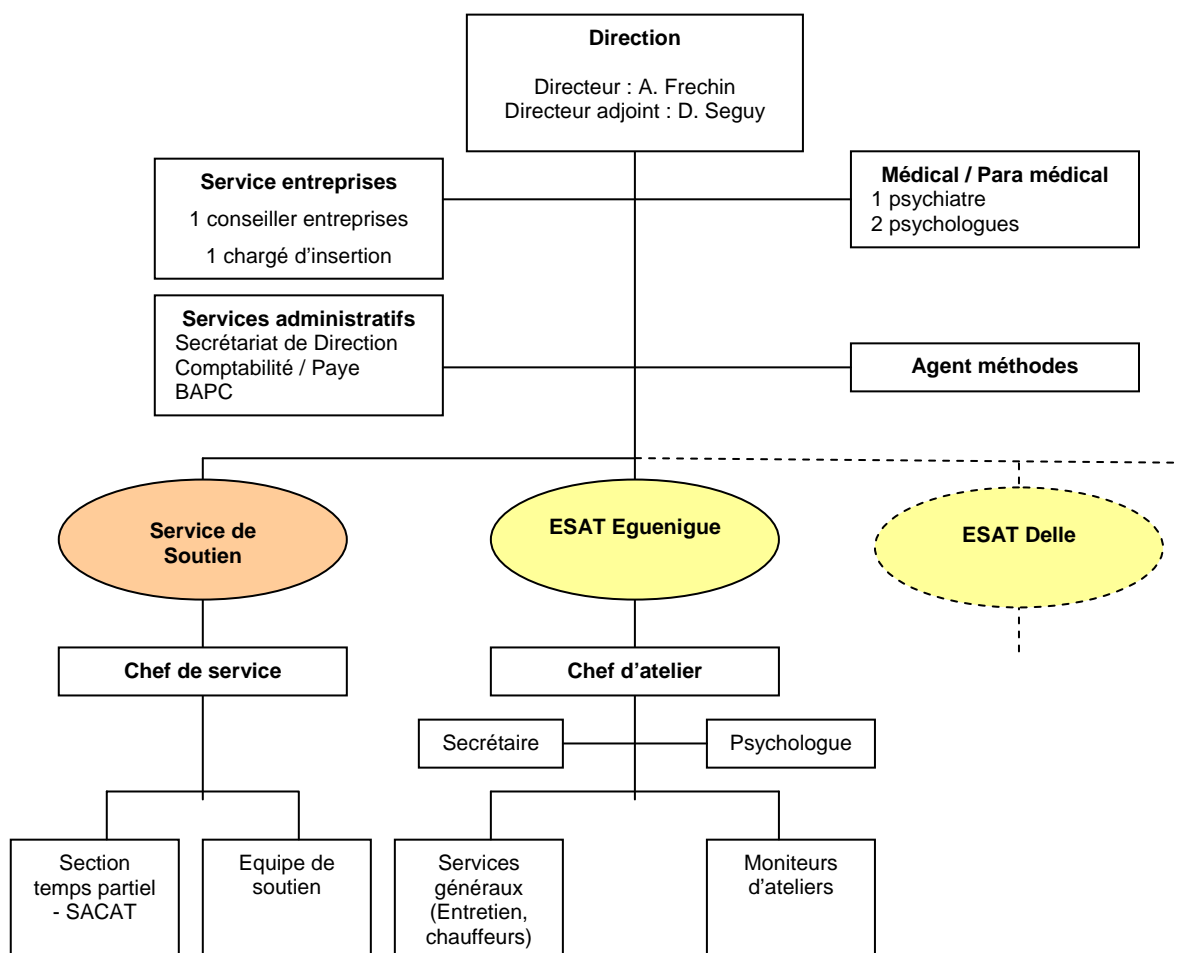 Direction
Directeur : A. Frechin
Directeur adjoint : D. Seguy
Service entreprises
1 conseiller entreprises
1 chargé d'insertion
Médical / Para médical
1 psychiatre
2 psychologues
Services administratifs
Secrétariat de Direction
Comptabilité / Paye
BAPC
Agent méthodes
Service de
Soutien
ESAT Eguenigue
ESAT Delle
Chef de service
Chef d'atelier
Secrétaire
Psychologue
Section
temps partiel
- SACAT
Equipe de
soutien
Services
généraux
(Entretien,
chauffeurs)
Moniteurs
d'ateliers